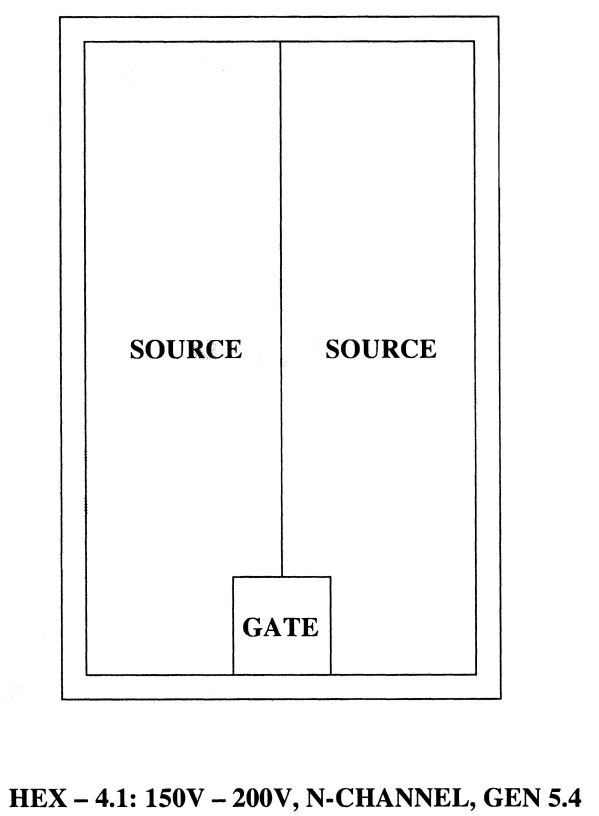 SOURCE SOURCE
GATE
HEX – 4.1: 150V – 200V, N-CHANNEL, GEN 5.4